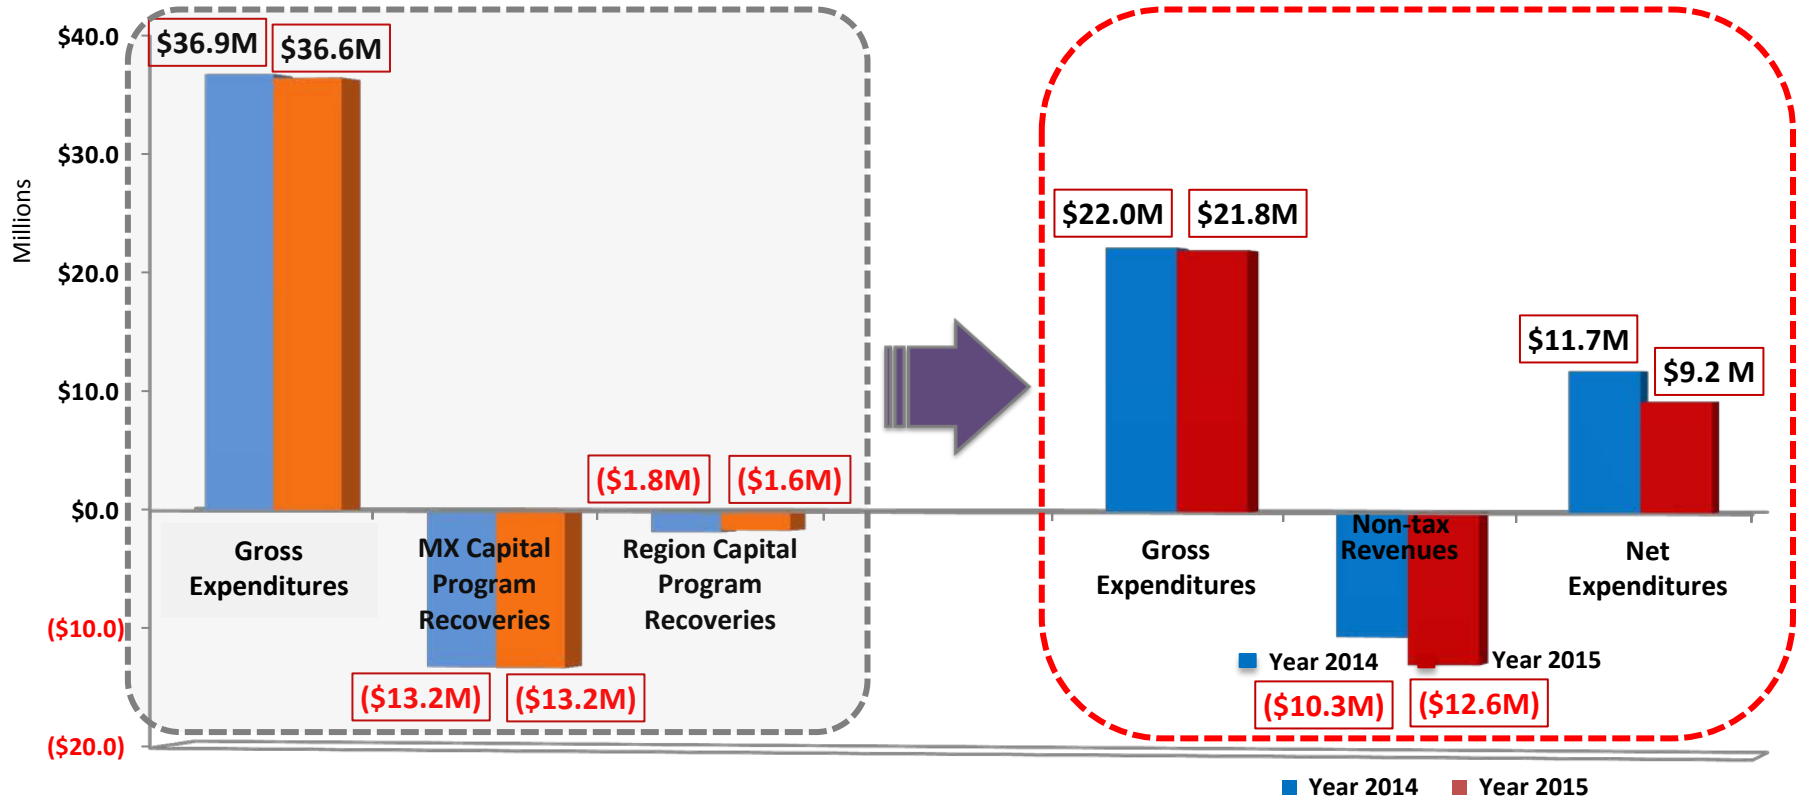 Millions
$40.0
$30.0
$20.0
$10.0
$0.0
($10.0)
($20.0)
$36.9M
$36.6M
($13.2M)
($13.2M)
($1.8M)
($1.6M)
Gross
Expenditures
MX Capital
Program
Recoveries
Region Capital
Program
Recoveries
$22.0M
$21.8M
($10.3M)
($12.6M)
$11.7M
$9.2 M
Gross
Expenditures
Non-tax
Revenues
Net
Expenditures
Year 2014
Year 2015
Year 2014
Year 2015